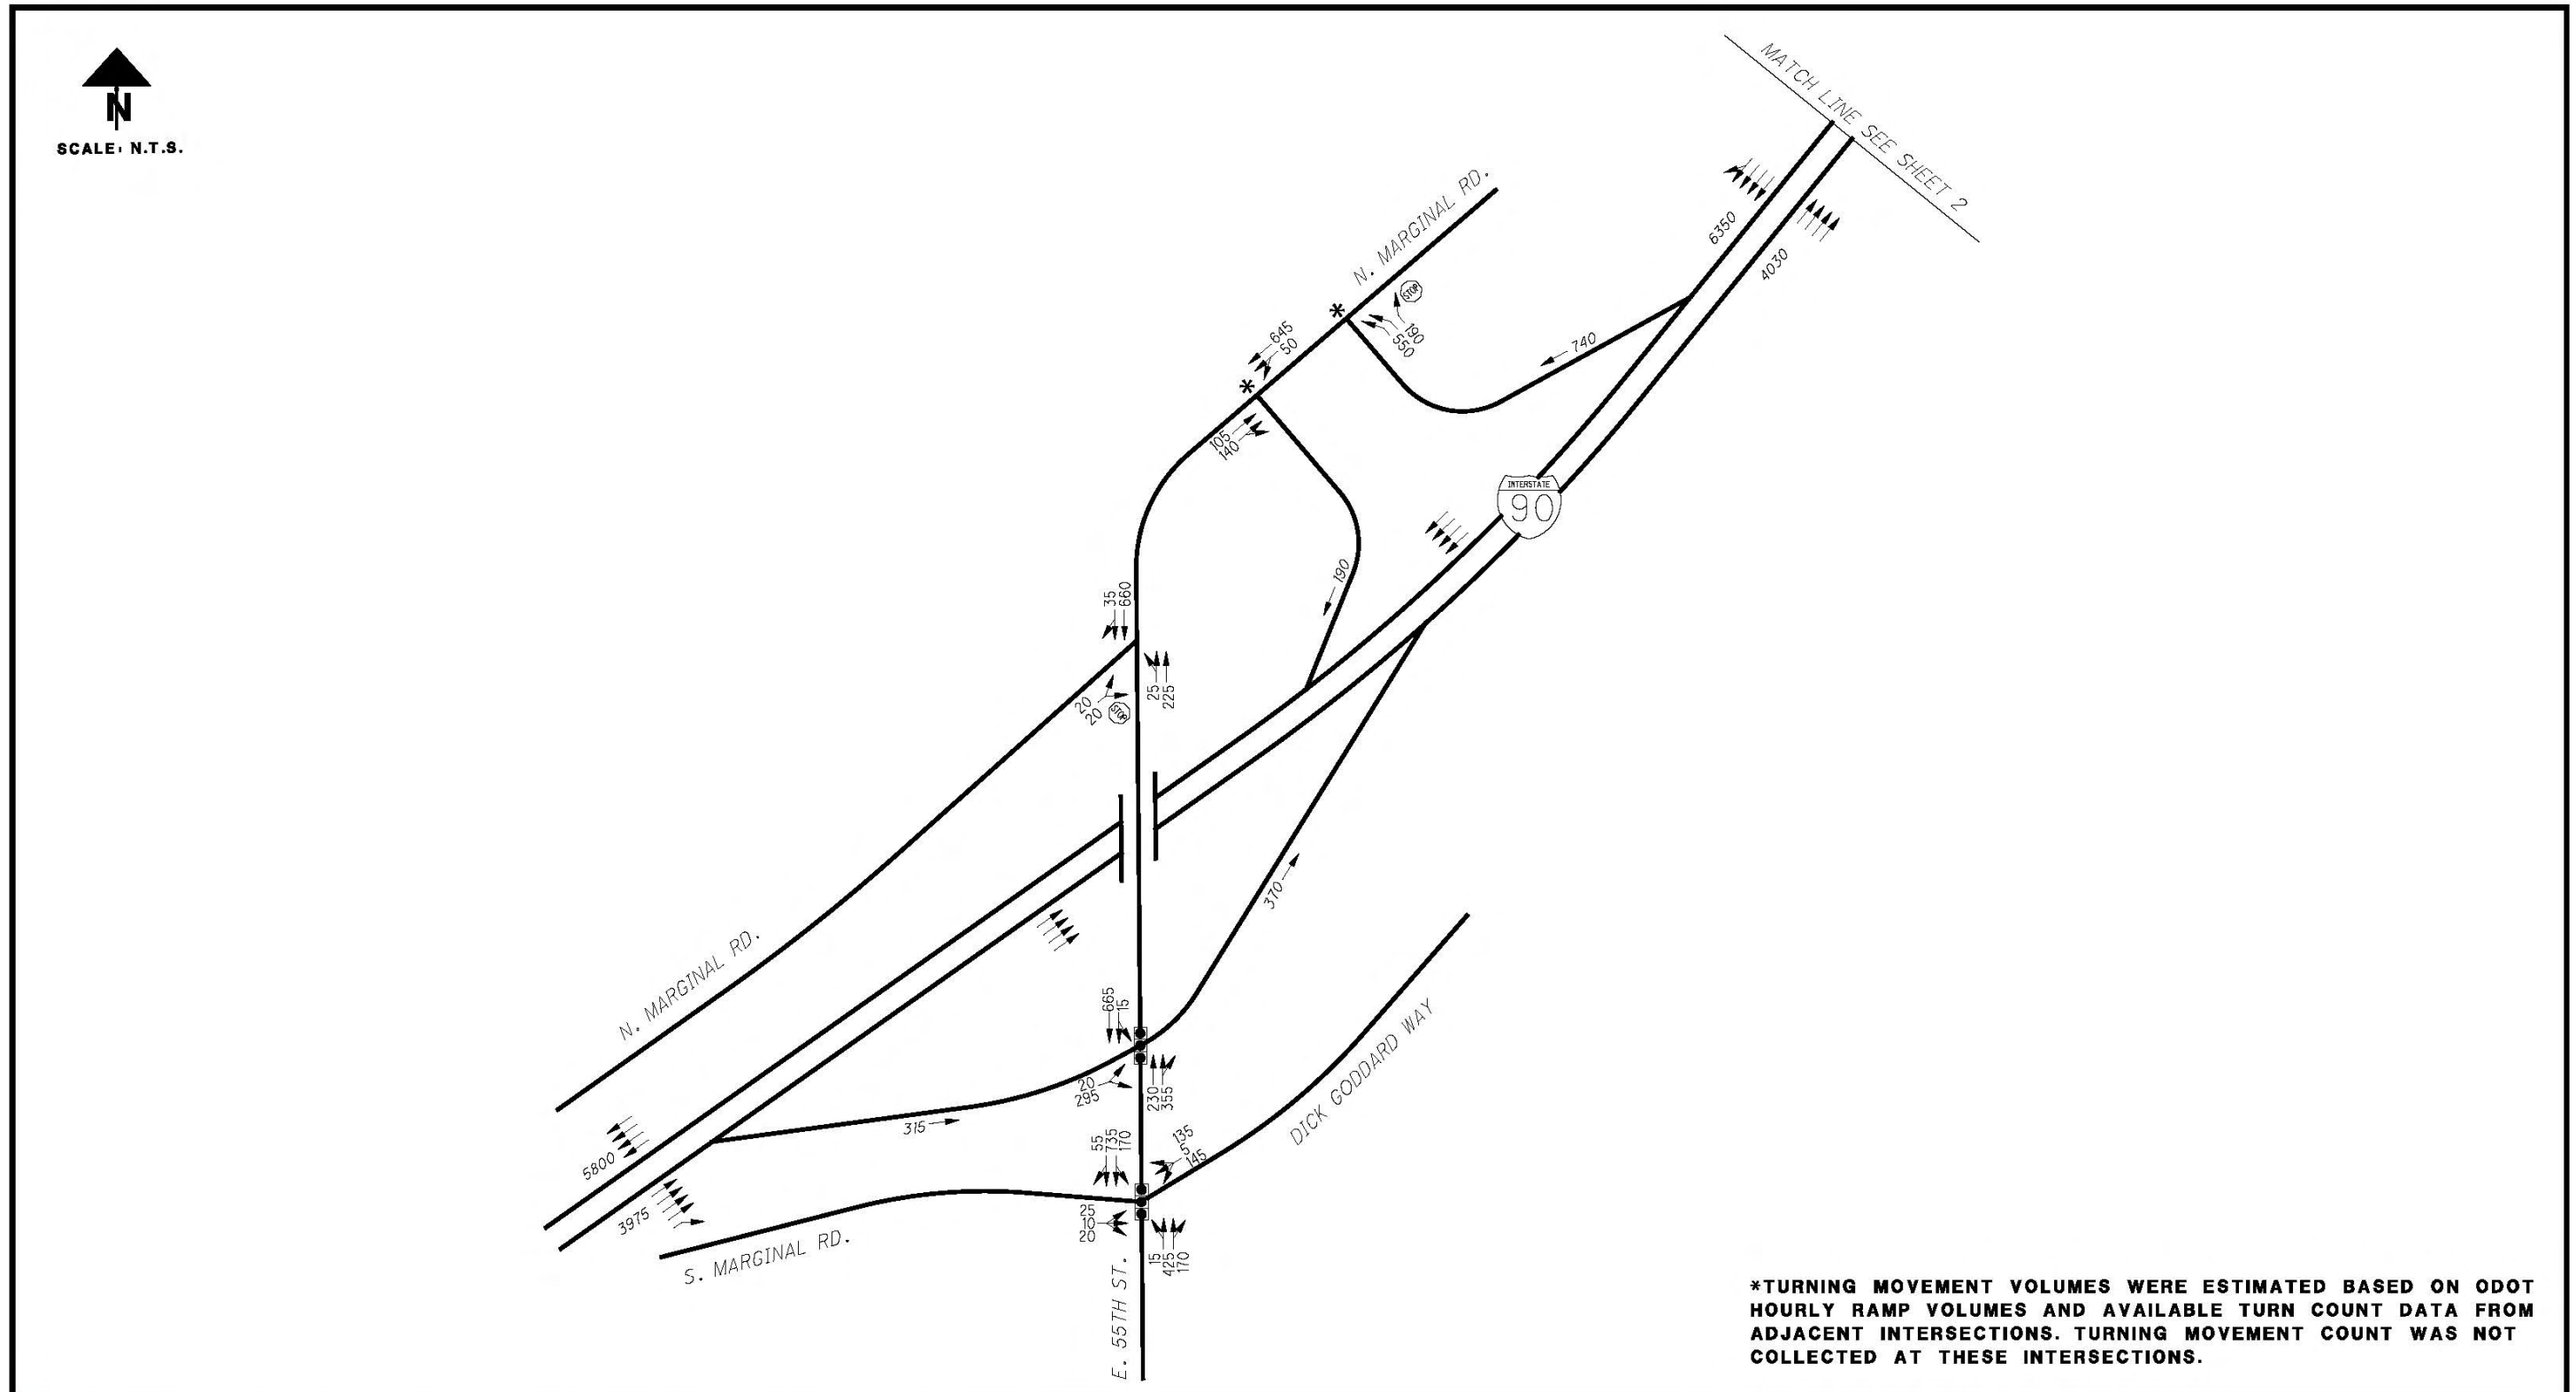 N
SCALE: N.T.S.
MATCH LINE SEE SHEET 2
N. MARGINAL RD.
6350
4030
STOP
190
550
645
50
740
105
140
INTERSTATE
90
190
35
660
25
225
20
20
STOP
370
N. MARGINAL RD.
665
15
20
295
230
355
DICK GODDARD WAY
315
55
735
170
135
5
145
5800
3975
25
10
20
15
425
170
S. MARGINAL RD.
E. 55TH ST.
*
*
*TURNING MOVEMENT VOLUMES WERE ESTIMATED BASED ON ODOT
HOURLY RAMP VOLUMES AND AVAILABLE TURN COUNT DATA FROM
ADJACENT INTERSECTIONS. TURNING MOVEMENT COUNT WAS NOT
COLLECTED AT THESE INTERSECTIONS.